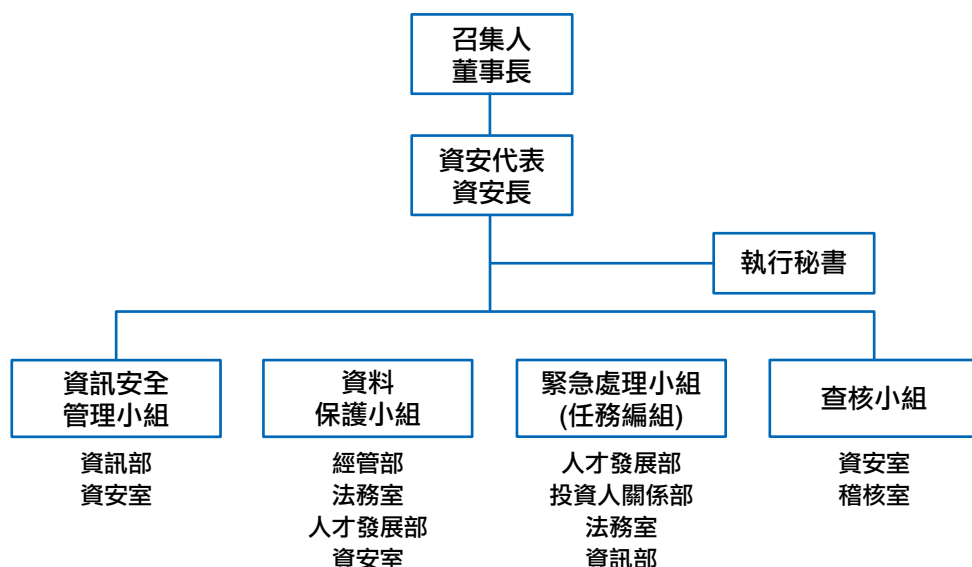 召集人
董事長
資安代表
資安長
執行秘書
資訊安全
管理小組
資料
保護小組
緊急處理小組
(任務編組)
查核小組
資訊部
資安室
經管部
法務室
人才發展部
資安室
人才發展部
投資人關係部
法務室
資訊部
資安室
稽核室